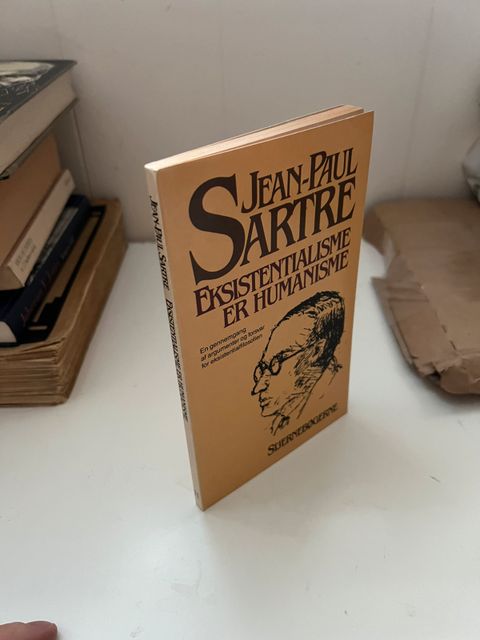 JEAN-PAUL
SARTRE
EKSISTENTIALISME
ER HUMANISME
En gennemgang
af argumenter og forsvar
for eksistentialfilosofien
STJERNEBØGERNE
JEAN-PAUL SARTRE EKSISTENTIALISME ER HUMANISME